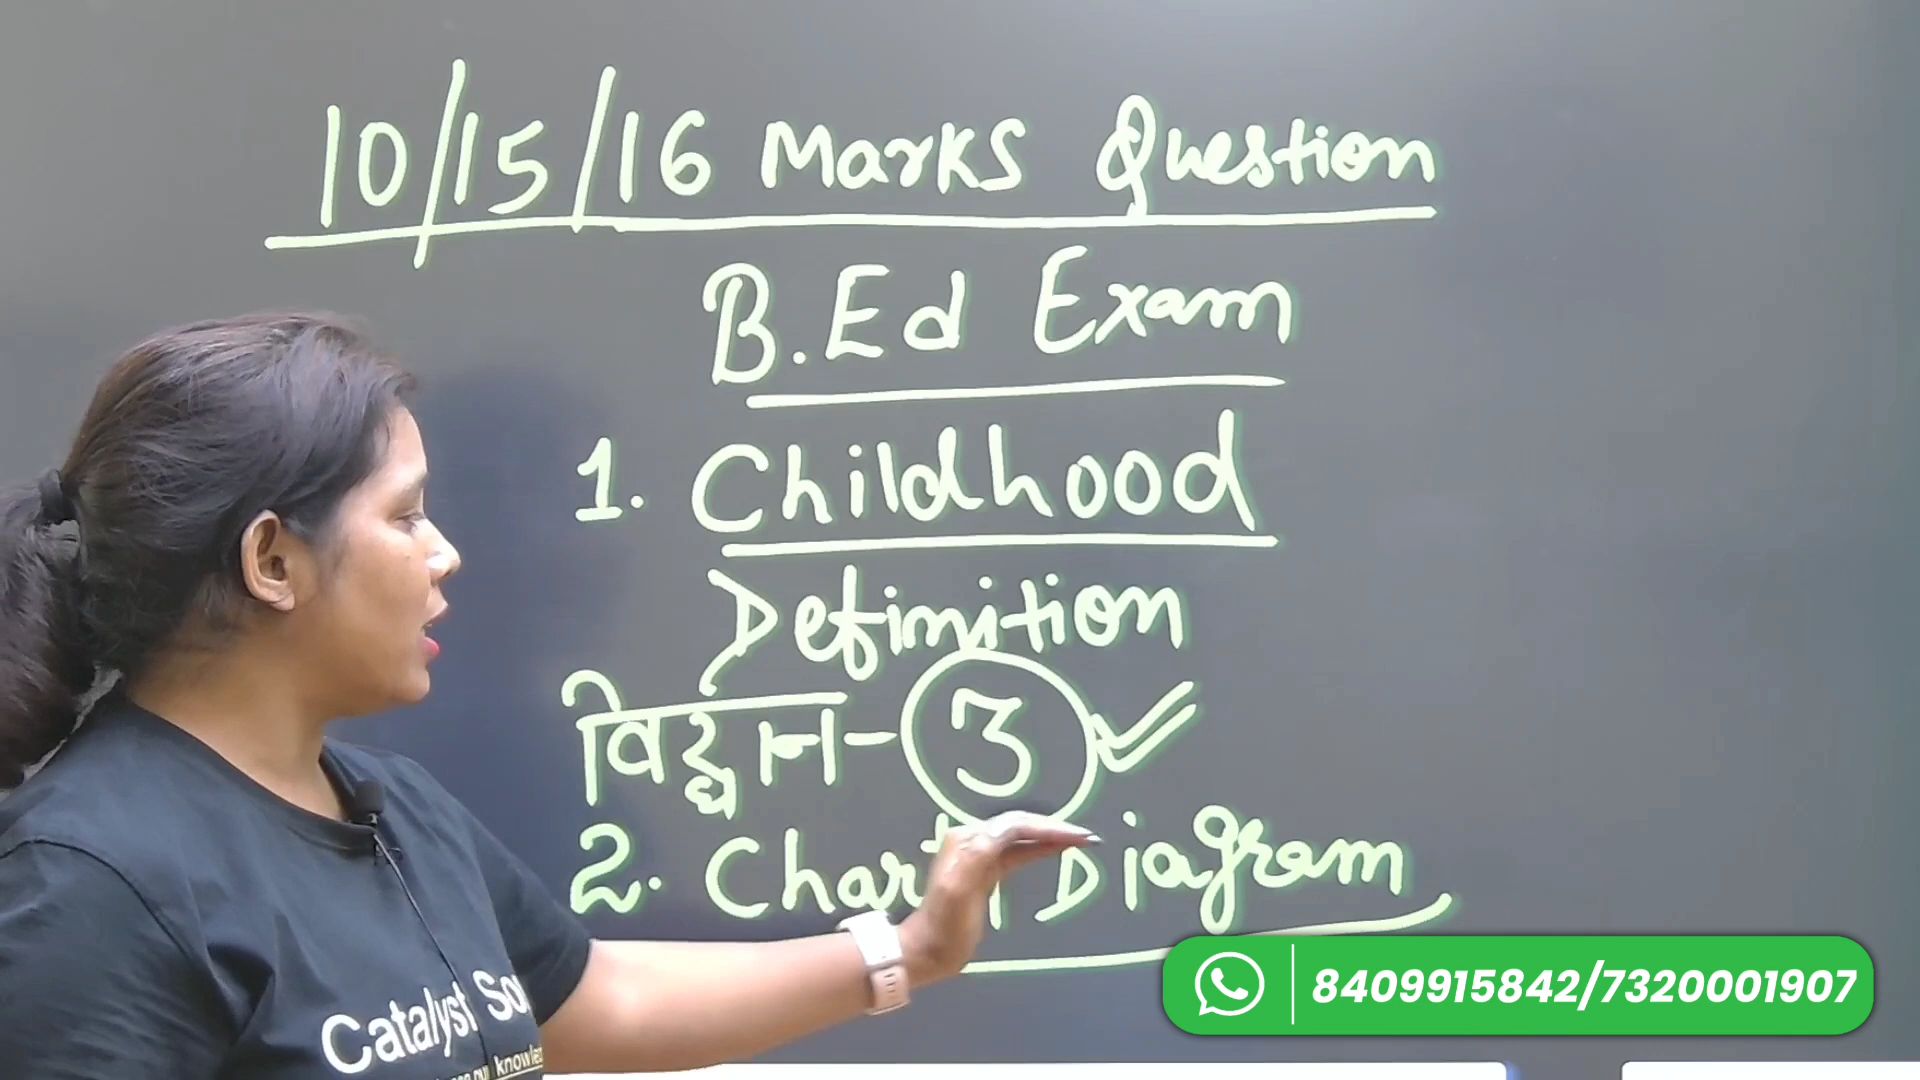 10/15/16 Marks Question
B.Ed Exam
1. Childhood
Definition
विद्वान - 3
2. Chart Diagram
8409915842/7320001907
Catalyst